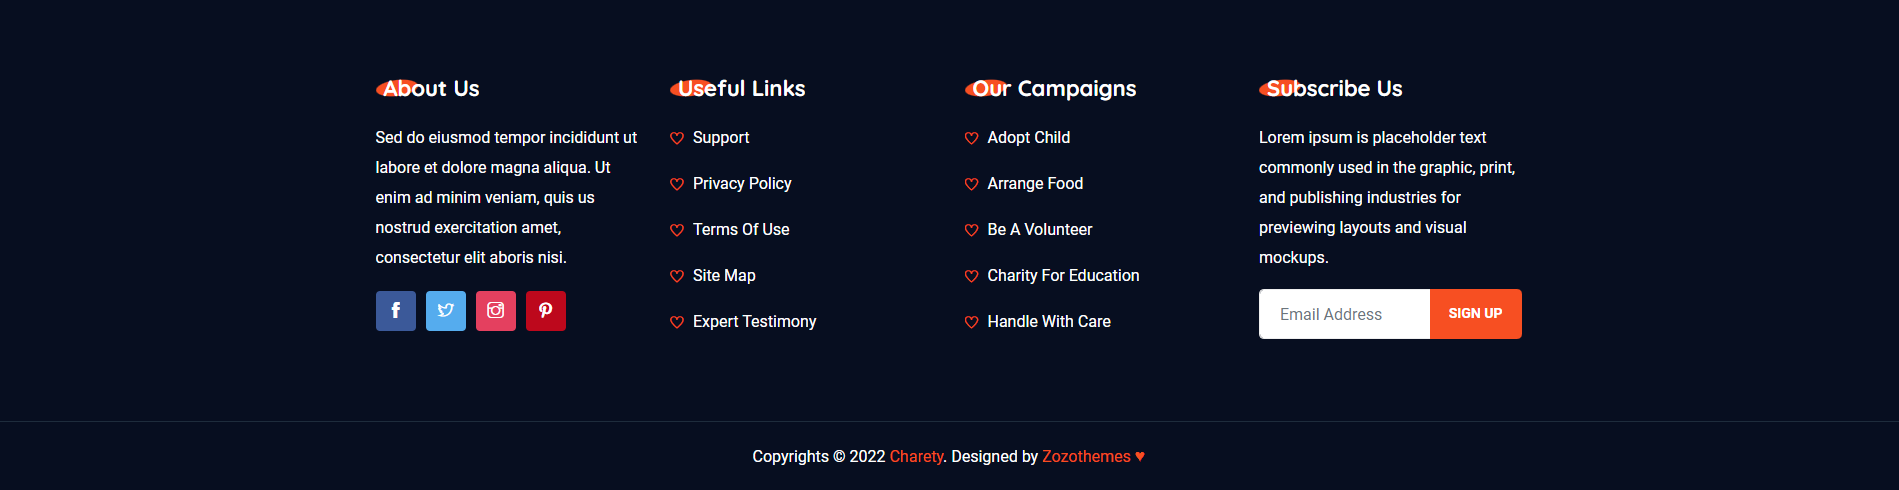 About Us
Sed do eiusmod tempor incididunt ut
labore et dolore magna aliqua. Ut
enim ad minim veniam, quis us
nostrud exercitation amet,
consectetur elit aboris nisi.
Useful Links
Support
Privacy Policy
Terms Of Use
Site Map
Expert Testimony
Our Campaigns
Adopt Child
Arrange Food
Be A Volunteer
Charity For Education
Handle With Care
Subscribe Us
Lorem ipsum is placeholder text
commonly used in the graphic, print,
and publishing industries for
previewing layouts and visual
mockups.
Email Address SIGN UP
Copyrights © 2022 Charety. Designed by Zozothemes ♥